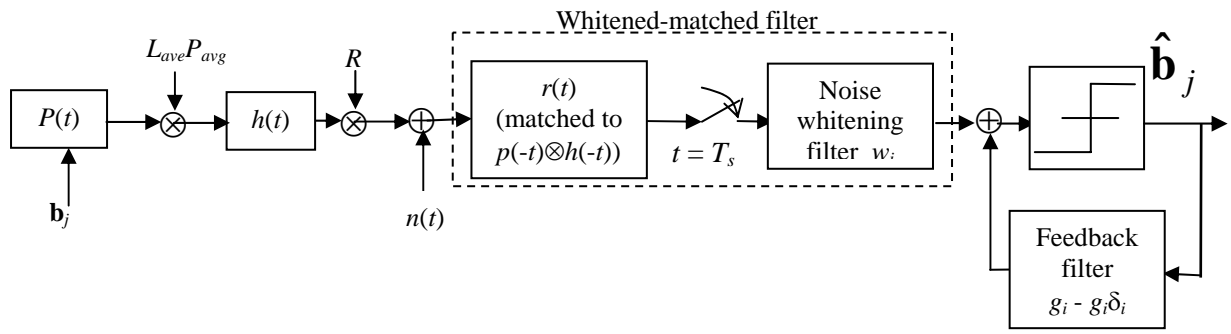 Whitened-matched filter
L_ave P_avg
R
P(t)
h(t)
r(t)
(matched to
p(-t)⊗h(-t))
t = T_s
Noise
whitening
filter w_i
b̂_j
b_j
n(t)
Feedback
filter
g_i - g_iδ_i